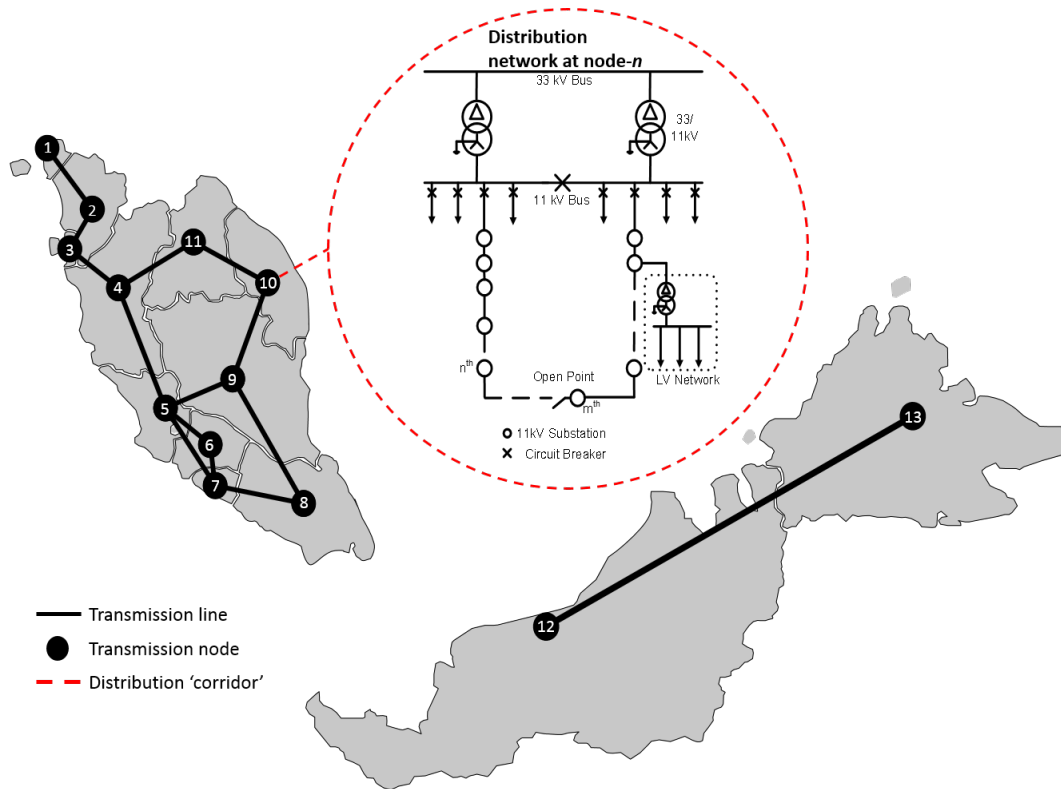 Distribution
network at node-n
33 kV Bus
33/
11kV
11 kV Bus
nth
Open Point
mth
LV Network
11kV Substation
Circuit Breaker
1
2
3
4
11
10
9
5
6
7
8
13
12
Transmission line
Transmission node
Distribution ‘corridor’